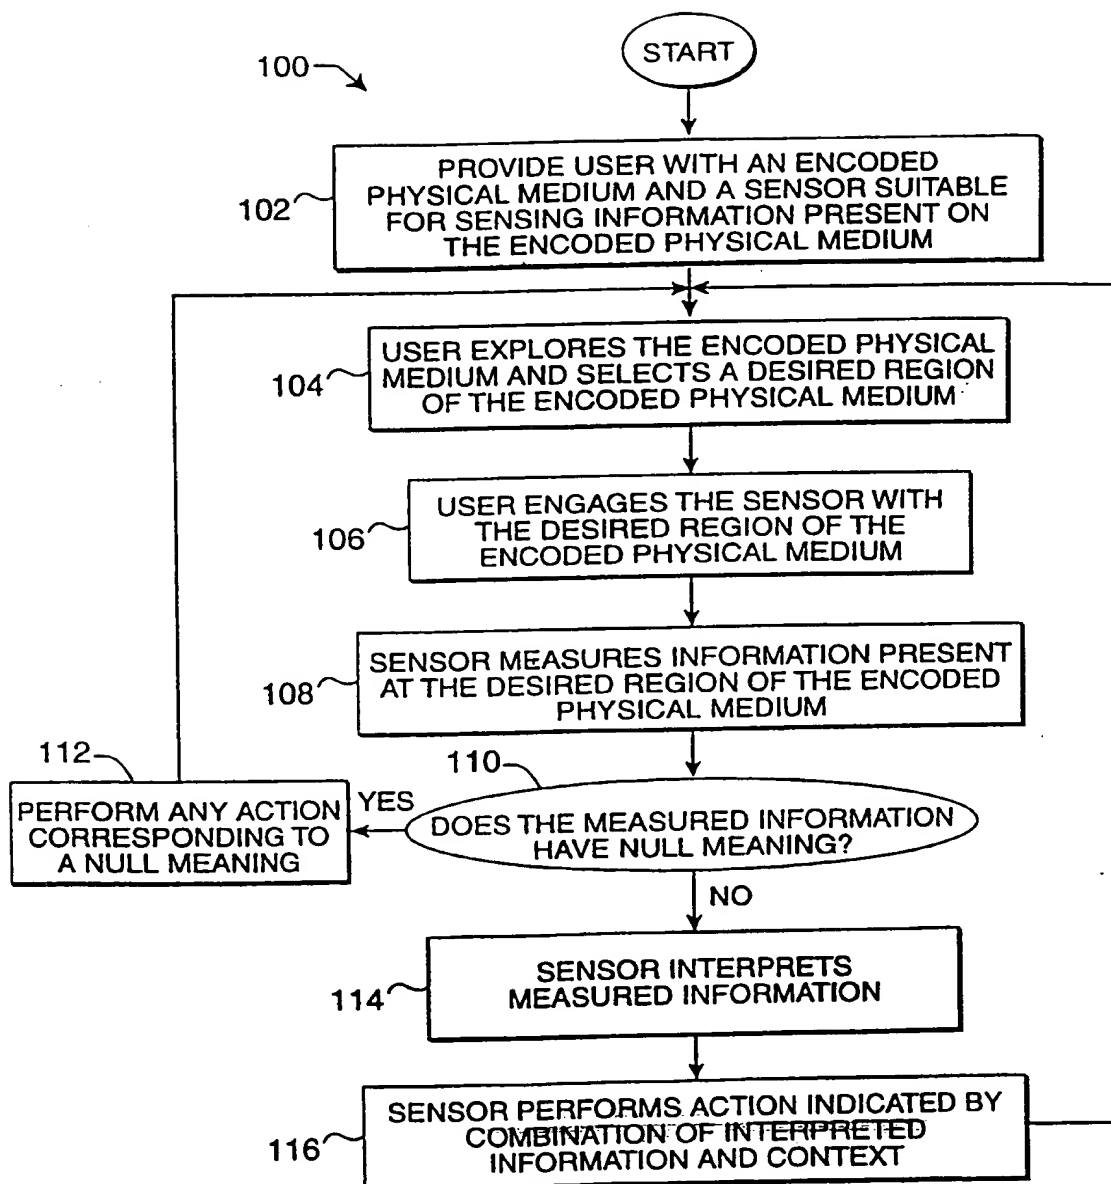 START
100
PROVIDE USER WITH AN ENCODED
PHYSICAL MEDIUM AND A SENSOR SUITABLE
FOR SENSING INFORMATION PRESENT ON
THE ENCODED PHYSICAL MEDIUM
102
USER EXPLORES THE ENCODED PHYSICAL
MEDIUM AND SELECTS A DESIRED REGION
OF THE ENCODED PHYSICAL MEDIUM
104
USER ENGAGES THE SENSOR WITH
THE DESIRED REGION OF THE
ENCODED PHYSICAL MEDIUM
106
SENSOR MEASURES INFORMATION PRESENT
AT THE DESIRED REGION OF THE ENCODED
PHYSICAL MEDIUM
108
112
110
PERFORM ANY ACTION
CORRESPONDING TO
A NULL MEANING
YES
DOES THE MEASURED INFORMATION
HAVE NULL MEANING?
NO
SENSOR INTERPRETS
MEASURED INFORMATION
114
SENSOR PERFORMS ACTION INDICATED BY
COMBINATION OF INTERPRETED
INFORMATION AND CONTEXT
116